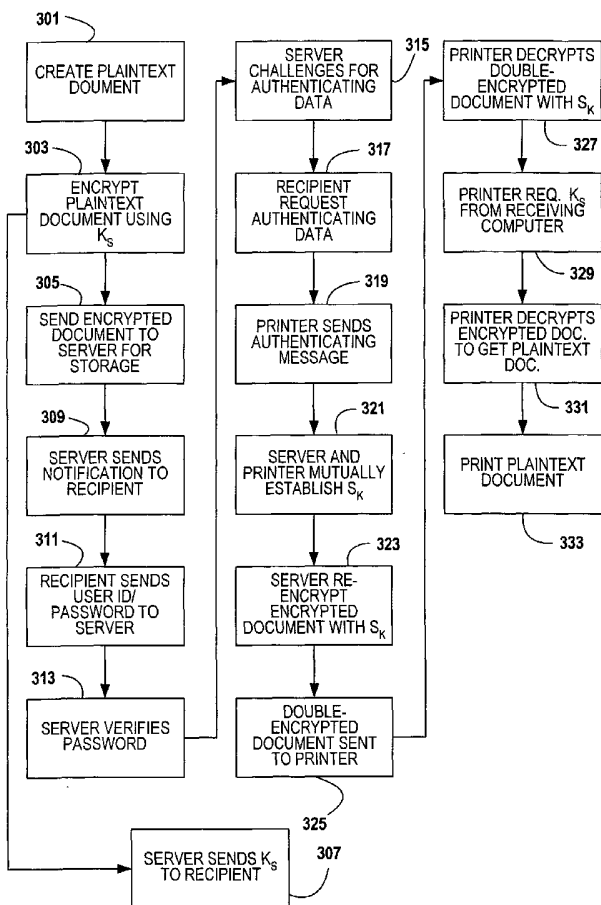 301
CREATE PLAINTEXT
DOUMENT
303
ENCRYPT
PLAINTEXT
DOCUMENT USING
KS
305
SEND ENCRYPTED
DOCUMENT TO
SERVER FOR
STORAGE
309
SERVER SENDS
NOTIFICATION TO
RECIPIENT
311
RECIPIENT SENDS
USER ID/
PASSWORD TO
SERVER
313
SERVER VERIFIES
PASSWORD
SERVER
CHALLENGES FOR
AUTHENTICATING
DATA
315
317
RECIPIENT
REQUEST
AUTHENTICATING
DATA
319
PRINTER SENDS
AUTHENTICATING
MESSAGE
321
SERVER AND
PRINTER MUTUALLY
ESTABLISH SK
323
SERVER RE-
ENCRYPT
ENCRYPTED
DOCUMENT WITH SK
DOUBLE-
ENCRYPTED
DOCUMENT SENT
TO PRINTER
325
PRINTER DECRYPTS
DOUBLE-
ENCRYPTED
DOCUMENT WITH SK
327
PRINTER REQ. KS
FROM RECEIVING
COMPUTER
329
PRINTER DECRYPTS
ENCRYPTED DOC.
TO GET PLAINTEXT
DOC.
331
PRINT PLAINTEXT
DOCUMENT
333
SERVER SENDS KS
TO RECIPIENT
307